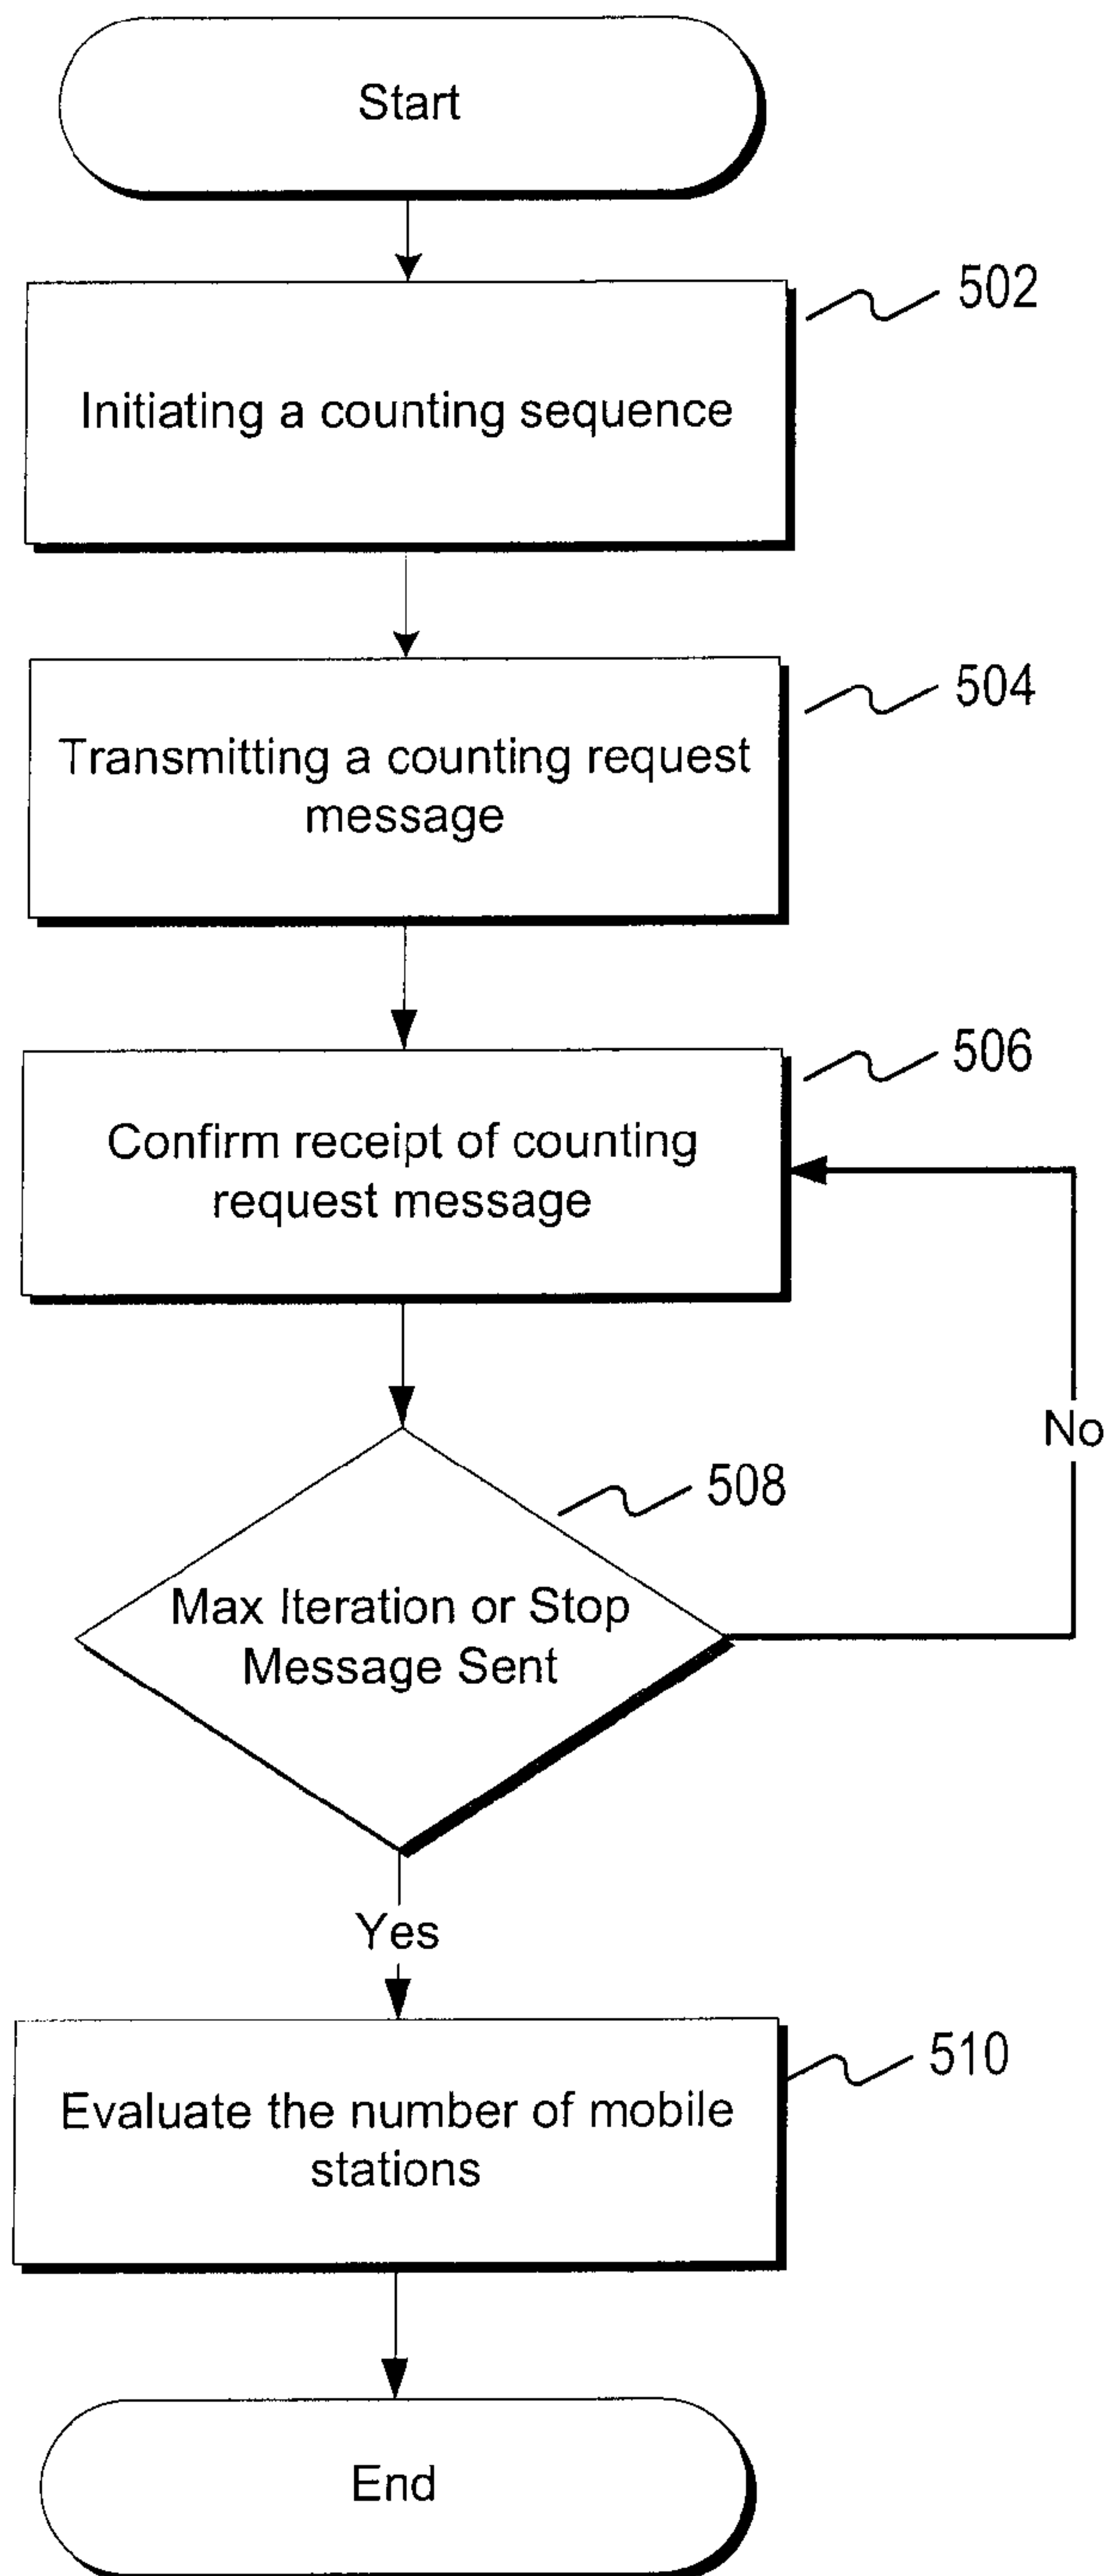 Start
502
Initiating a counting sequence
504
Transmitting a counting request
message
506
Confirm receipt of counting
request message
No
508
Max Iteration or Stop
Message Sent
Yes
510
Evaluate the number of mobile
stations
End